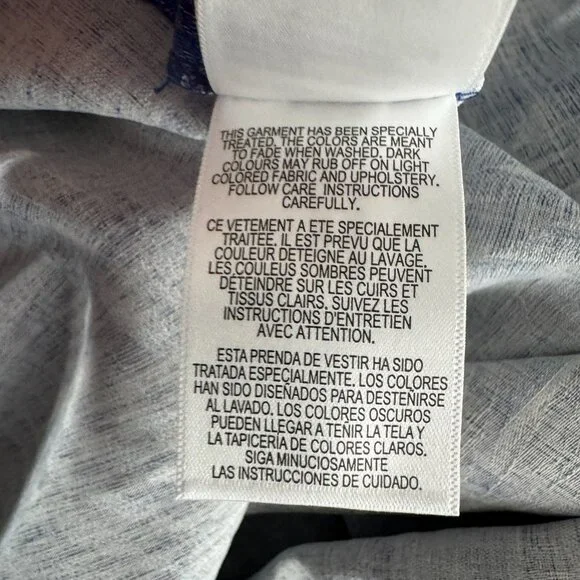 THIS GARMENT HAS BEEN SPECIALLY
TREATED. THE COLORS ARE MEANT
TO FADE WHEN WASHED. DARK
COLOURS MAY RUB OFF ON LIGHT
COLORED FABRIC AND UPHOLSTERY.
FOLLOW CARE INSTRUCTIONS
CAREFULLY.
CE VETEMENT A ETE SPECIALEMENT
TRAITEE. IL EST PREVU QUE LA
COULEUR DETEIGNE AU LAVAGE.
LES COULEUS SOMBRES PEUVENT
DÉTEINDRE SUR LES CUIRS ET
TISSUS CLAIRS. SUIVEZ LES
INSTRUCTIONS D'ENTRETIEN
AVEC ATTENTION.
ESTA PRENDA DE VESTIR HA SIDO
TRATADA ESPECIALMENTE. LOS COLORES
HAN SIDO DISEÑADOS PARA DESTEÑIRSE
AL LAVADO. LOS COLORES OSCUROS
PUEDEN LLEGAR A TEÑIR LA TELA Y
LA TAPICERÍA DE COLORES CLAROS.
SIGA MINUCIOSAMENTE
LAS INSTRUCCIONES DE CUIDADO.